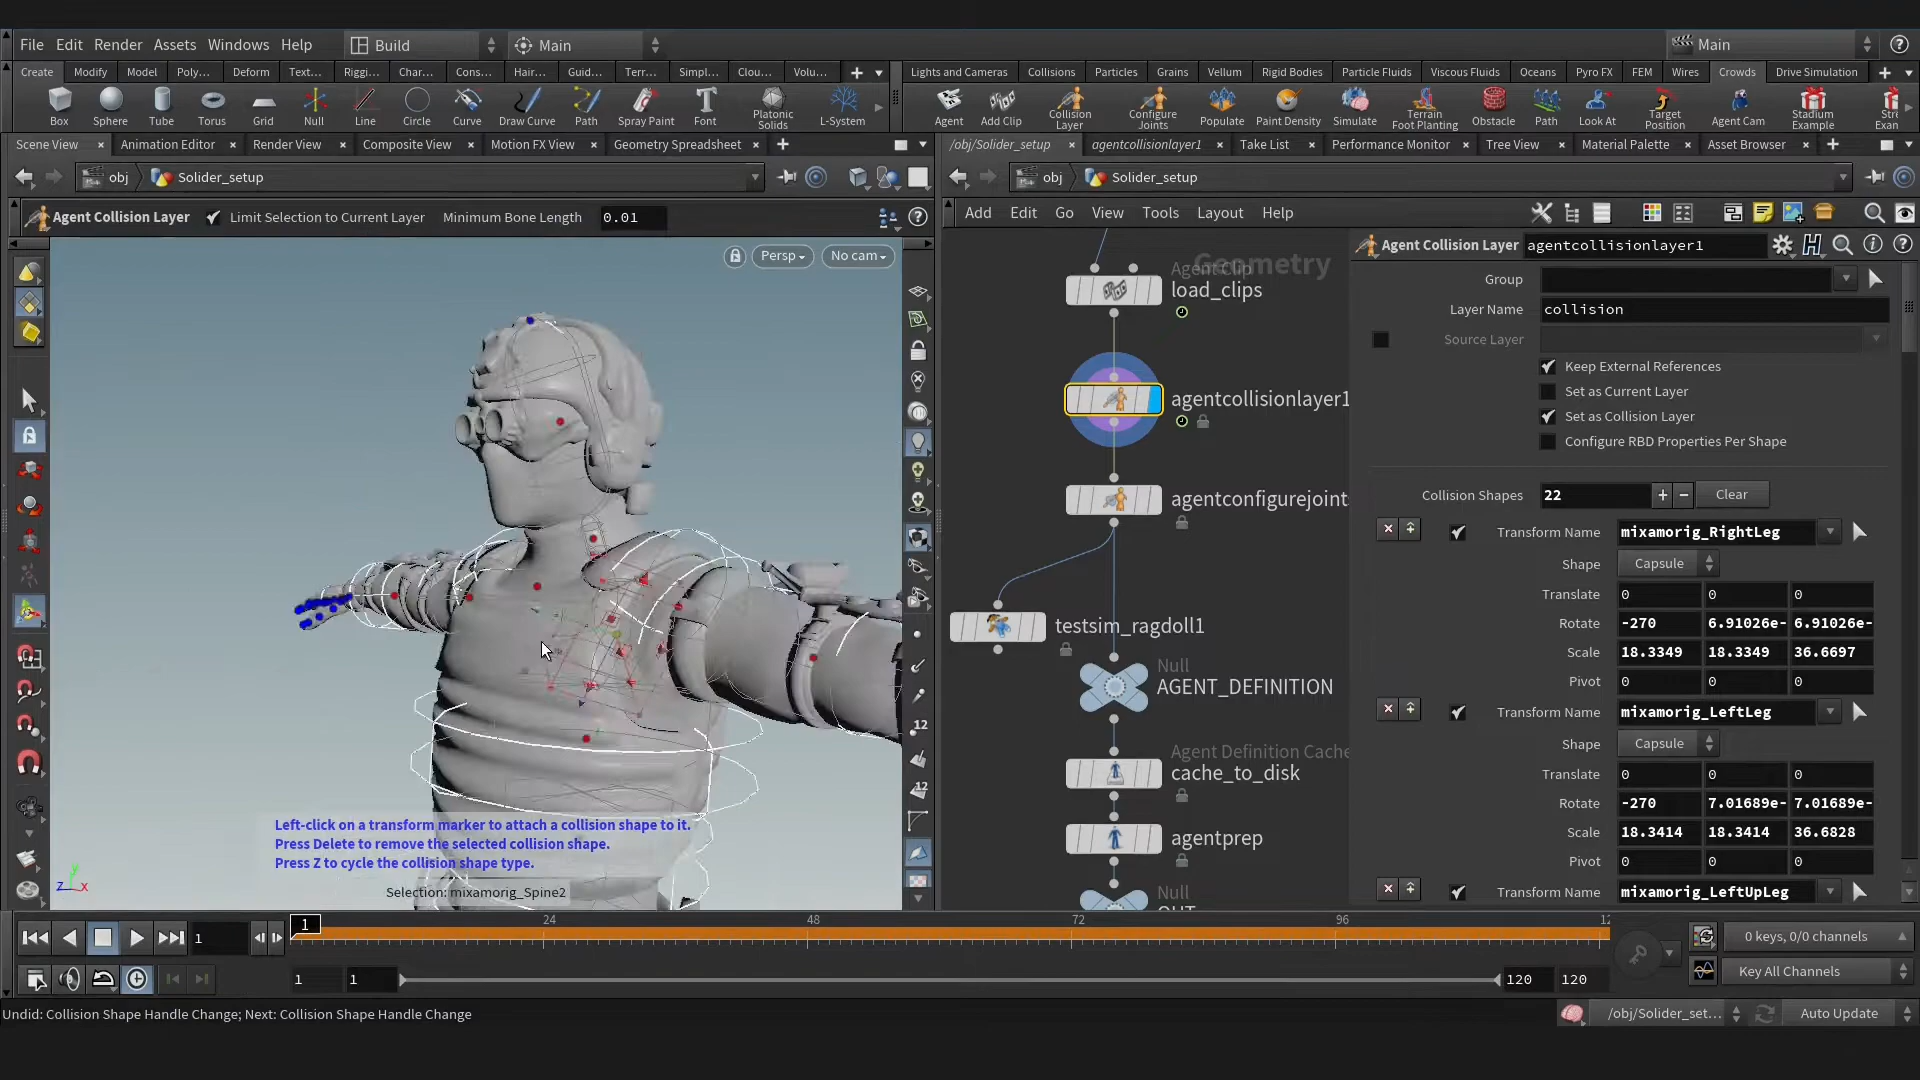 File Edit Render Assets Windows Help Build Main Main
Create Modify Model Poly... Deform Text... Riggi... Char... Cons... Hair... Guid... Terr... Simpl... Clou... Volu...
Lights and Cameras Collisions Particles Grains Vellum Rigid Bodies Particle Fluids Viscous Fluids Oceans Pyro FX FEM Wires Crowds Drive Simulation
Box Sphere Tube Torus Grid Null Line Circle Curve Draw Curve Path Spray Paint Font Platonic Solids L-System
Agent Add Clip Collision Layer Configure Joints Populate Paint Density Simulate Terrain Foot Planting Obstacle Path Look At Target Position Agent Cam Stadium Example Stre Exan
Scene View Animation Editor Render View Composite View Motion FX View Geometry Spreadsheet
/obj/Solider_setup agentcollisionlayer1 Take List Performance Monitor Tree View Material Palette Asset Browser
obj Solider_setup
obj Solider_setup
Agent Collision Layer Limit Selection to Current Layer Minimum Bone Length 0.01
Add Edit Go View Tools Layout Help
Persp No cam
12
12
Left-click on a transform marker to attach a collision shape to it.
Press Delete to remove the selected collision shape.
Press Z to cycle the collision shape type.
Selection: mixamorig_Spine2
Z Y X
Geometry
Agent Clip
load_clips
agentcollisionlayer1
agentconfigurejoints
testsim_ragdoll1
Null
AGENT_DEFINITION
Agent Definition Cache
cache_to_disk
agentprep
Null
OUT
Agent Collision Layer agentcollisionlayer1
Group
Layer Name collision
Source Layer
Keep External References
Set as Current Layer
Set as Collision Layer
Configure RBD Properties Per Shape
Collision Shapes 22 Clear
Transform Name mixamorig_RightLeg
Shape Capsule
Translate 0 0 0
Rotate -270 6.91026e- 6.91026e-
Scale 18.3349 18.3349 36.6697
Pivot 0 0 0
Transform Name mixamorig_LeftLeg
Shape Capsule
Translate 0 0 0
Rotate -270 7.01689e- 7.01689e-
Scale 18.3414 18.3414 36.6828
Pivot 0 0 0
Transform Name mixamorig_LeftUpLeg
1 1 24 48 72 96 12
0 keys, 0/0 channels
1 1 120 120
Key All Channels
Undid: Collision Shape Handle Change; Next: Collision Shape Handle Change
/obj/Solider_set... Auto Update